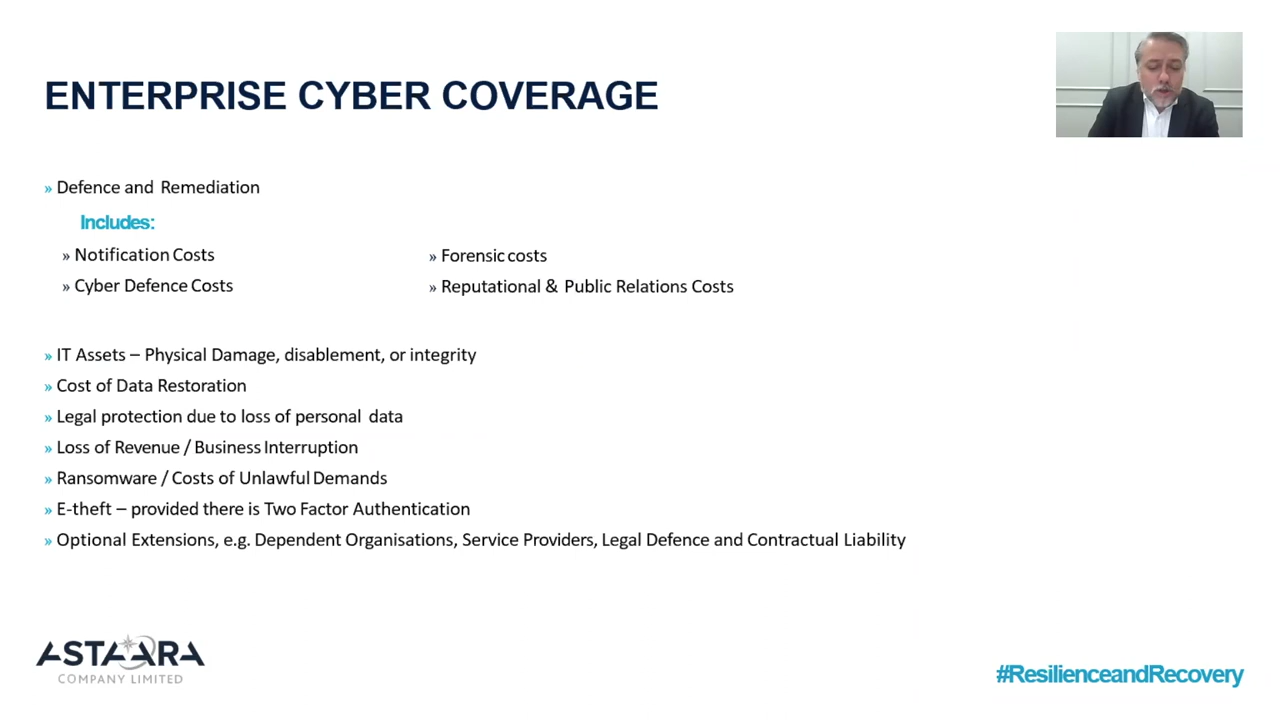 ENTERPRISE CYBER COVERAGE
» Defence and Remediation
Includes:
» Notification Costs
» Forensic costs
» Cyber Defence Costs
» Reputational & Public Relations Costs
» IT Assets – Physical Damage, disablement, or integrity
» Cost of Data Restoration
» Legal protection due to loss of personal data
» Loss of Revenue / Business Interruption
» Ransomware / Costs of Unlawful Demands
» E-theft – provided there is Two Factor Authentication
» Optional Extensions, e.g. Dependent Organisations, Service Providers, Legal Defence and Contractual Liability
ASTAARA
COMPANY LIMITED
#ResilienceandRecovery